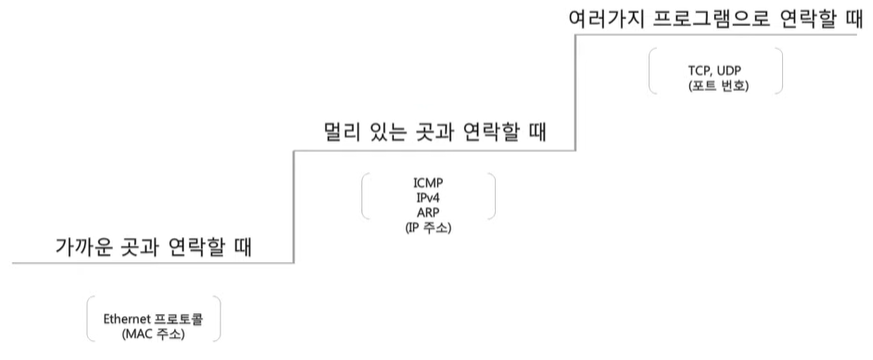 여러가지 프로그램으로 연락할 때
TCP, UDP
(포트 번호)
멀리 있는 곳과 연락할 때
ICMP
IPv4
ARP
(IP 주소)
가까운 곳과 연락할 때
Ethernet 프로토콜
(MAC 주소)